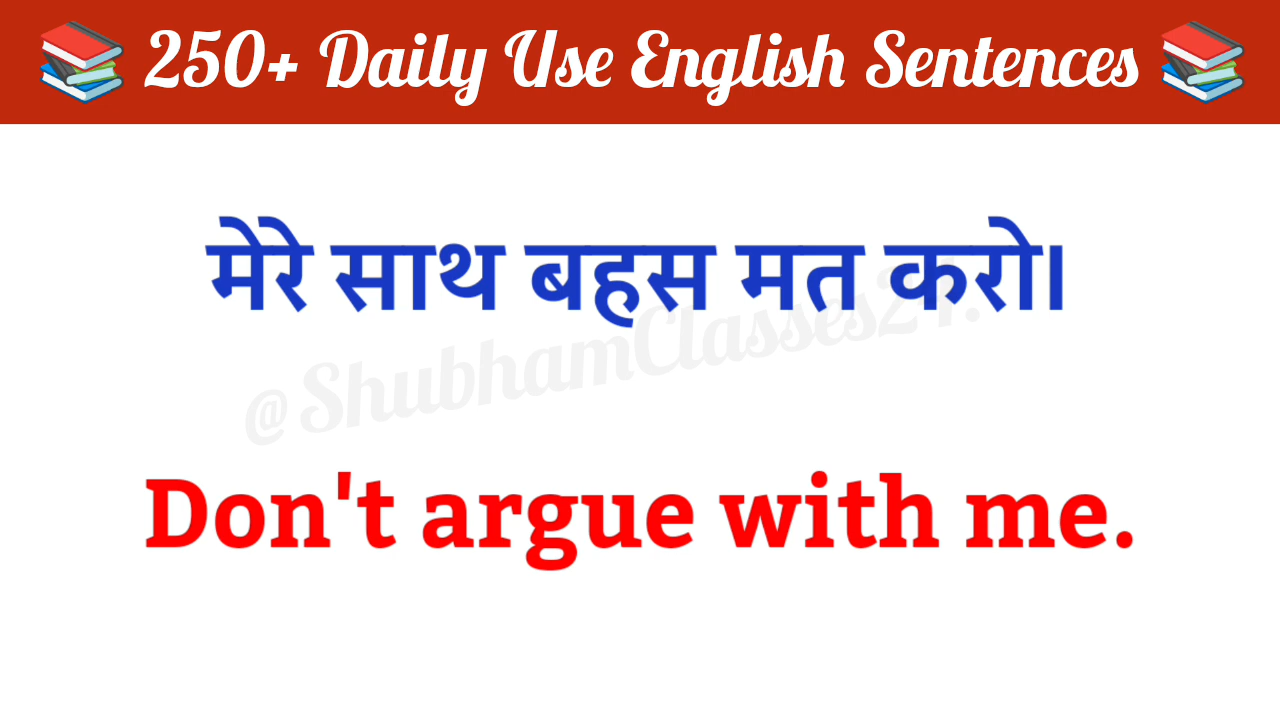 📚 250+ Daily Use English Sentences 📚
मेरे साथ बहस मत करो।
@ShubhamClasses24.
Don't argue with me.